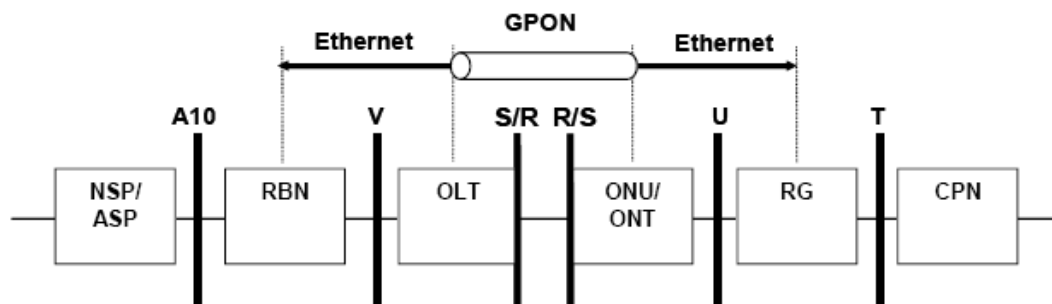 GPON
Ethernet
Ethernet
A10
V
S/R
R/S
U
T
NSP/
ASP
RBN
OLT
ONU/
ONT
RG
CPN